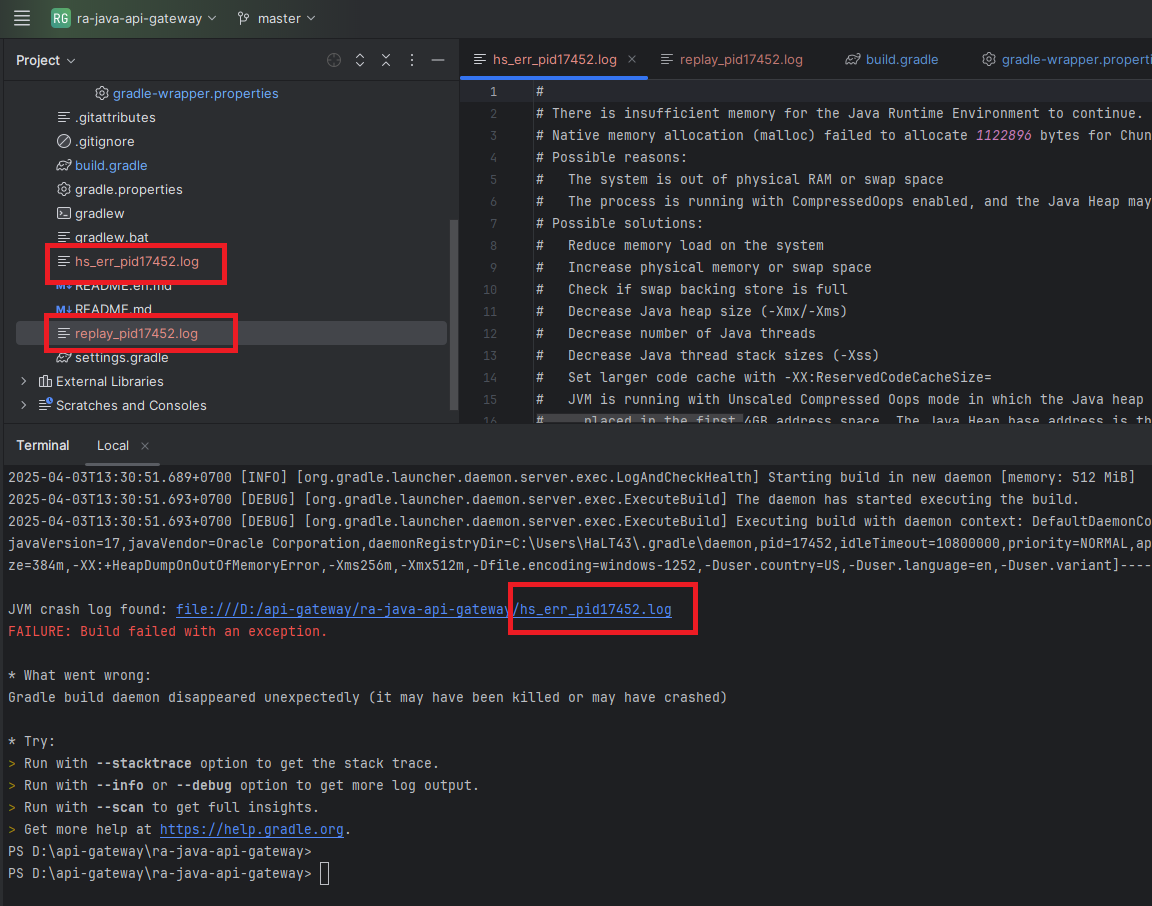 RG ra-java-api-gateway master
Project
gradle-wrapper.properties
.gitattributes
.gitignore
build.gradle
gradle.properties
gradlew
gradlew.bat
hs_err_pid17452.log
README.en.md
README.md
replay_pid17452.log
settings.gradle
External Libraries
Scratches and Consoles
hs_err_pid17452.log replay_pid17452.log build.gradle gradle-wrapper.properti
1 #
2 # There is insufficient memory for the Java Runtime Environment to continue.
3 # Native memory allocation (malloc) failed to allocate 1122896 bytes for Chun
4 # Possible reasons:
5 #   The system is out of physical RAM or swap space
6 #   The process is running with CompressedOops enabled, and the Java Heap may
7 # Possible solutions:
8 #   Reduce memory load on the system
9 #   Increase physical memory or swap space
10 #   Check if swap backing store is full
11 #   Decrease Java heap size (-Xmx/-Xms)
12 #   Decrease number of Java threads
13 #   Decrease Java thread stack sizes (-Xss)
14 #   Set larger code cache with -XX:ReservedCodeCacheSize=
15 #   JVM is running with Unscaled Compressed Oops mode in which the Java heap
16 #     placed in the first 4GB address space. The Java Heap base address is th
Terminal Local
2025-04-03T13:30:51.689+0700 [INFO] [org.gradle.launcher.daemon.server.exec.LogAndCheckHealth] Starting build in new daemon [memory: 512 MiB]
2025-04-03T13:30:51.693+0700 [DEBUG] [org.gradle.launcher.daemon.server.exec.ExecuteBuild] The daemon has started executing the build.
2025-04-03T13:30:51.693+0700 [DEBUG] [org.gradle.launcher.daemon.server.exec.ExecuteBuild] Executing build with daemon context: DefaultDaemonCo
javaVersion=17,javaVendor=Oracle Corporation,daemonRegistryDir=C:\Users\HaLT43\.gradle\daemon,pid=17452,idleTimeout=10800000,priority=NORMAL,ap
ze=384m,-XX:+HeapDumpOnOutOfMemoryError,-Xms256m,-Xmx512m,-Dfile.encoding=windows-1252,-Duser.country=US,-Duser.language=en,-Duser.variant]----
JVM crash log found: file:///D:/api-gateway/ra-java-api-gateway/hs_err_pid17452.log
FAILURE: Build failed with an exception.
* What went wrong:
Gradle build daemon disappeared unexpectedly (it may have been killed or may have crashed)
* Try:
> Run with --stacktrace option to get the stack trace.
> Run with --info or --debug option to get more log output.
> Run with --scan to get full insights.
> Get more help at https://help.gradle.org.
PS D:\api-gateway\ra-java-api-gateway>
PS D:\api-gateway\ra-java-api-gateway>